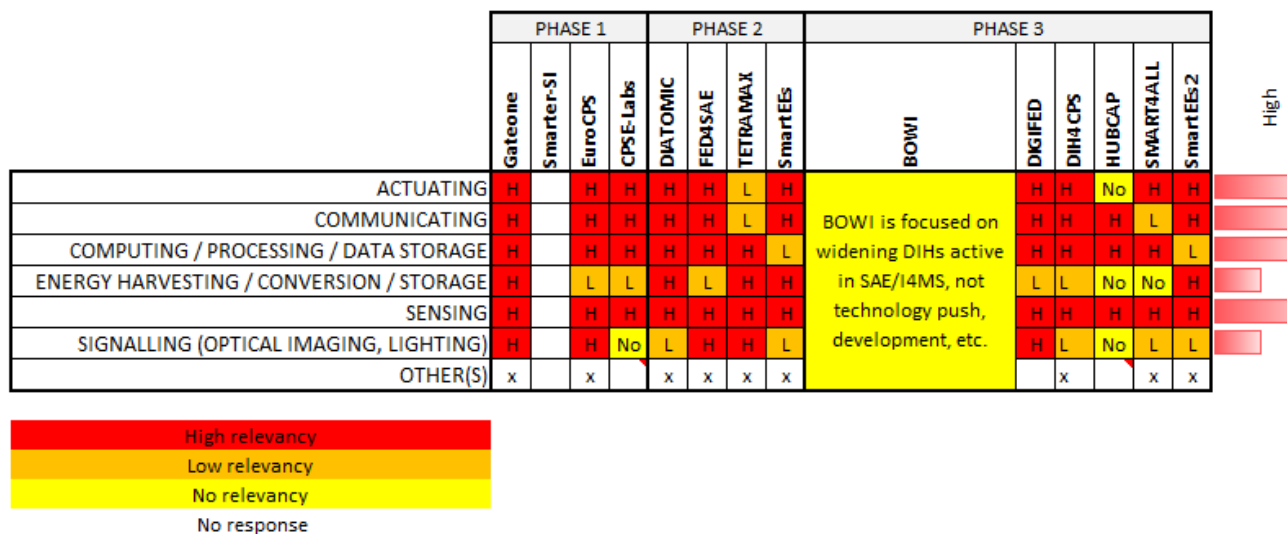 PHASE 1 PHASE 2 PHASE 3
Gateone Smarter-SI EuroCPS CPSE-Labs DIATOMIC FED4SAE TETRAMAX SmartEEs BOWI DIGIFED DIH4CPS HUBCAP SMART4ALL SmartEEs2 High
ACTUATING H H H H H L H H H No H H
COMMUNICATING H H H H H L H H H H L H
COMPUTING / PROCESSING / DATA STORAGE H H H H H H L H H H H L
ENERGY HARVESTING / CONVERSION / STORAGE H L L H L H H L L No No H
SENSING H H H H H H H H H H H H
SIGNALLING (OPTICAL IMAGING, LIGHTING) H H No L H H L H L No L L
OTHER(S) x x x x x x x x x
BOWI is focused on
widening DIHs active
in SAE/I4MS, not
technology push,
development, etc.
High relevancy
Low relevancy
No relevancy
No response